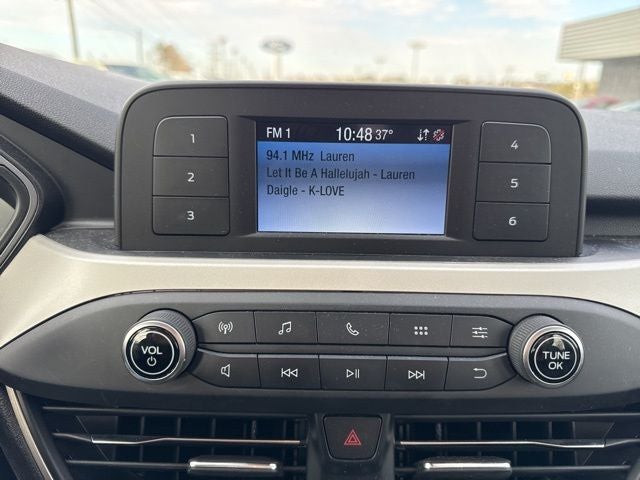 FM 1 10:48 37°
94.1 MHz Lauren
Let It Be A Hallelujah - Lauren
Daigle - K-LOVE
1
2
3
4
5
6
VOL
TUNE
OK